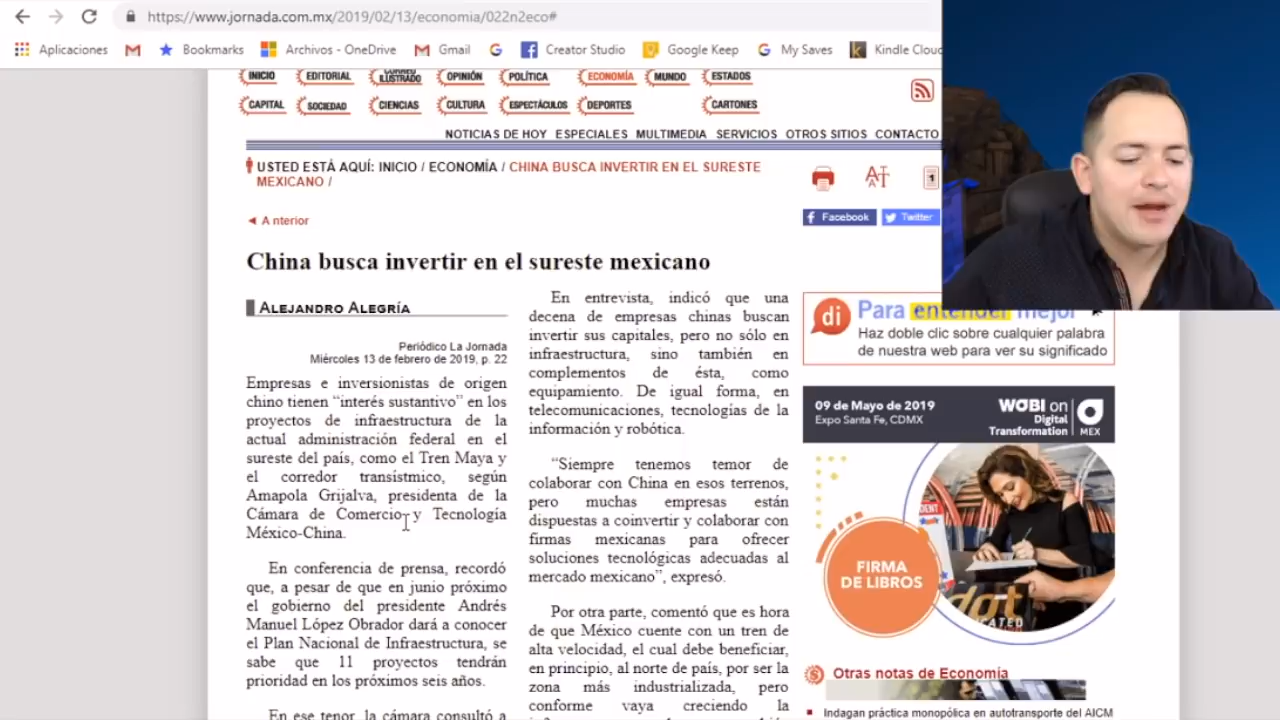 https://www.jornada.com.mx/2019/02/13/economia/022n2eco#
Aplicaciones
Bookmarks
Archivos - OneDrive
Gmail
Creator Studio
Google Keep
My Saves
Kindle Cloud
INICIO EDITORIAL CORREO ILUSTRADO OPINIÓN POLÍTICA ECONOMÍA MUNDO ESTADOS
CAPITAL SOCIEDAD CIENCIAS CULTURA ESPECTÁCULOS DEPORTES CARTONES
NOTICIAS DE HOY ESPECIALES MULTIMEDIA SERVICIOS OTROS SITIOS CONTACTO
USTED ESTÁ AQUÍ: INICIO / ECONOMÍA / CHINA BUSCA INVERTIR EN EL SURESTE
MEXICANO /
Anterior
Facebook
Twitter
China busca invertir en el sureste mexicano
ALEJANDRO ALEGRÍA
Periódico La Jornada
Miércoles 13 de febrero de 2019, p. 22
Empresas e inversionistas de origen
chino tienen “interés sustantivo” en los
proyectos de infraestructura de la
actual administración federal en el
sureste del país, como el Tren Maya y
el corredor transístmico, según
Amapola Grijalva, presidenta de la
Cámara de Comercio y Tecnología
México-China.
En conferencia de prensa, recordó
que, a pesar de que en junio próximo
el gobierno del presidente Andrés
Manuel López Obrador dará a conocer
el Plan Nacional de Infraestructura, se
sabe que 11 proyectos tendrán
prioridad en los próximos seis años.
En ese tenor, la cámara consultó a
En entrevista, indicó que una
decena de empresas chinas buscan
invertir sus capitales, pero no sólo en
infraestructura, sino también en
complementos de ésta, como
equipamiento. De igual forma, en
telecomunicaciones, tecnologías de la
información y robótica.
“Siempre tenemos temor de
colaborar con China en esos terrenos,
pero muchas empresas están
dispuestas a coinvertir y colaborar con
firmas mexicanas para ofrecer
soluciones tecnológicas adecuadas al
mercado mexicano”, expresó.
Por otra parte, comentó que es hora
de que México cuente con un tren de
alta velocidad, el cual debe beneficiar,
en principio, al norte de país, por ser la
zona más industrializada, pero
conforme vaya creciendo la
di
Para entender mejor
Haz doble clic sobre cualquier palabra
de nuestra web para ver su significado
09 de Mayo de 2019
Expo Santa Fe, CDMX
WOBI on
Digital
Transformation
MEX
FIRMA
DE LIBROS
Otras notas de Economía
Indagan práctica monopólica en autotransporte del AICM